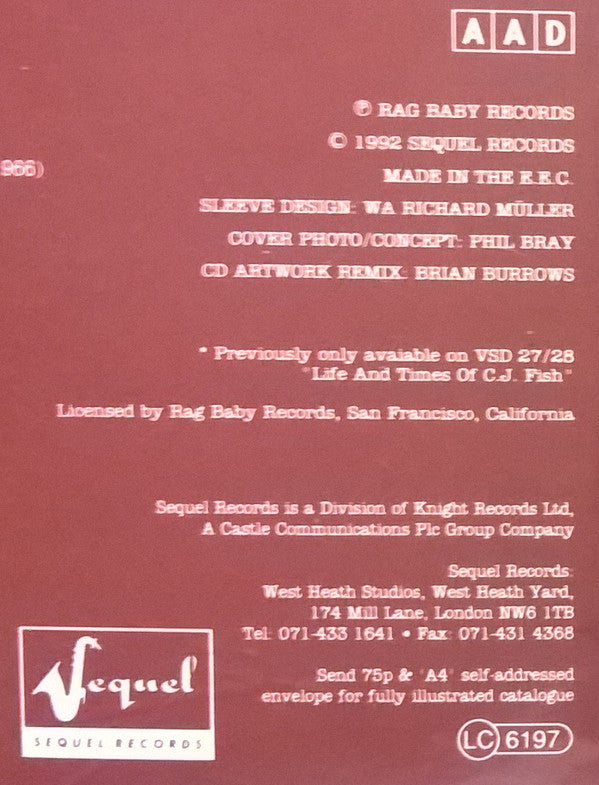 AAD
℗ RAG BABY RECORDS
© 1992 SEQUEL RECORDS
966)
MADE IN THE E.E.C.
SLEEVE DESIGN: WA RICHARD MÜLLER
COVER PHOTO/CONCEPT: PHIL BRAY
CD ARTWORK REMIX: BRIAN BURROWS
* Previously only avaiable on VSD 27/28
"Life And Times Of C.J. Fish"
Licensed by Rag Baby Records, San Francisco, California
Sequel Records is a Division of Knight Records Ltd,
A Castle Communications Plc Group Company
Sequel Records:
West Heath Studios, West Heath Yard,
174 Mill Lane, London NW6 1TB
Tel: 071-433 1641 • Fax: 071-431 4368
Send 75p & 'A4' self-addressed
envelope for fully illustrated catalogue
Sequel
SEQUEL RECORDS
LC 6197